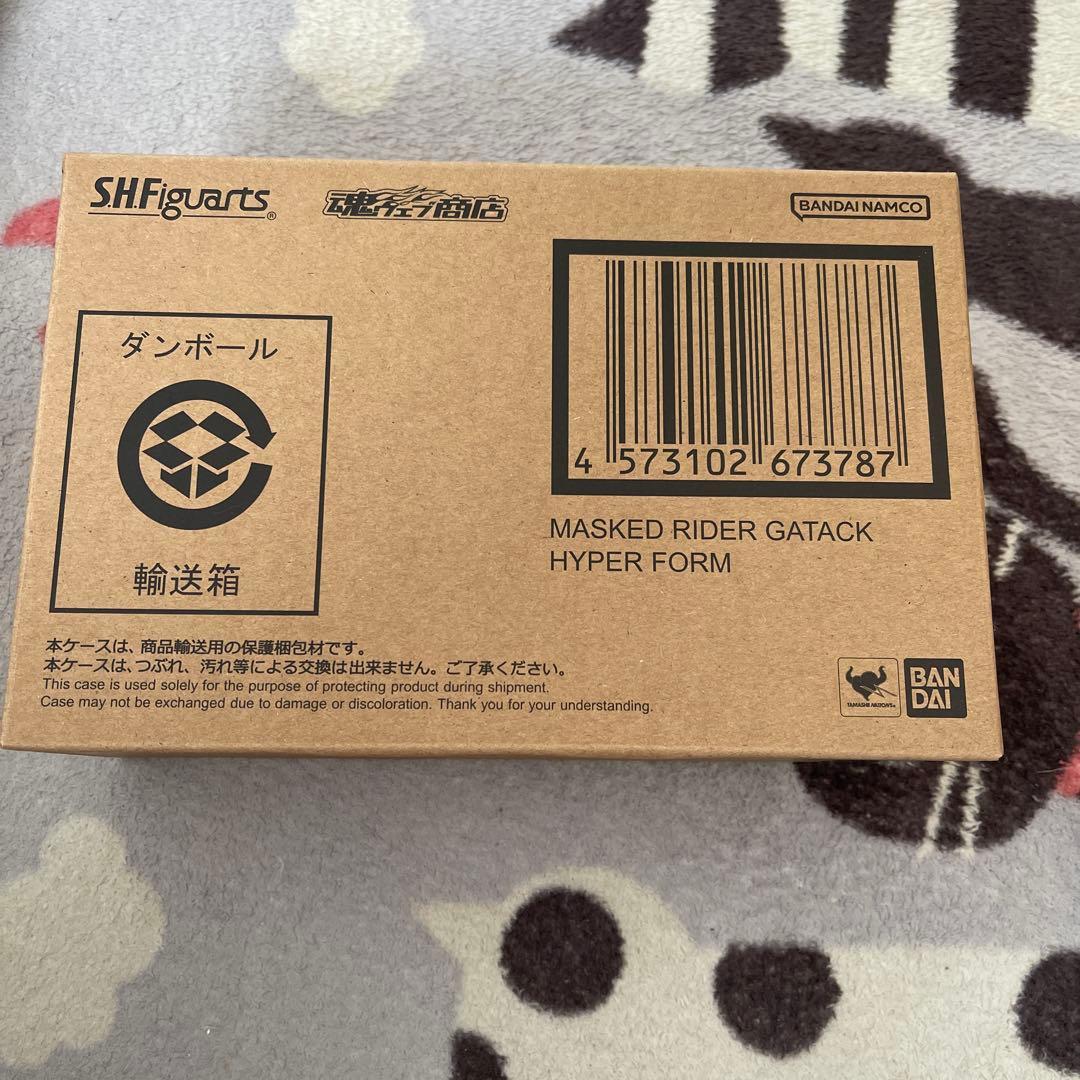 S.H.Figuarts®
魂ウェブ商店
BANDAI NAMCO
ダンボール
輸送箱
4 573102 673787
MASKED RIDER GATACK
HYPER FORM
本ケースは、商品輸送用の保護梱包材です。
本ケースは、つぶれ、汚れ等による交換は出来ません。ご了承ください。
This case is used solely for the purpose of protecting product during shipment.
Case may not be exchanged due to damage or discoloration. Thank you for your understanding.
TAMASHII NATIONS®
BAN
DAI